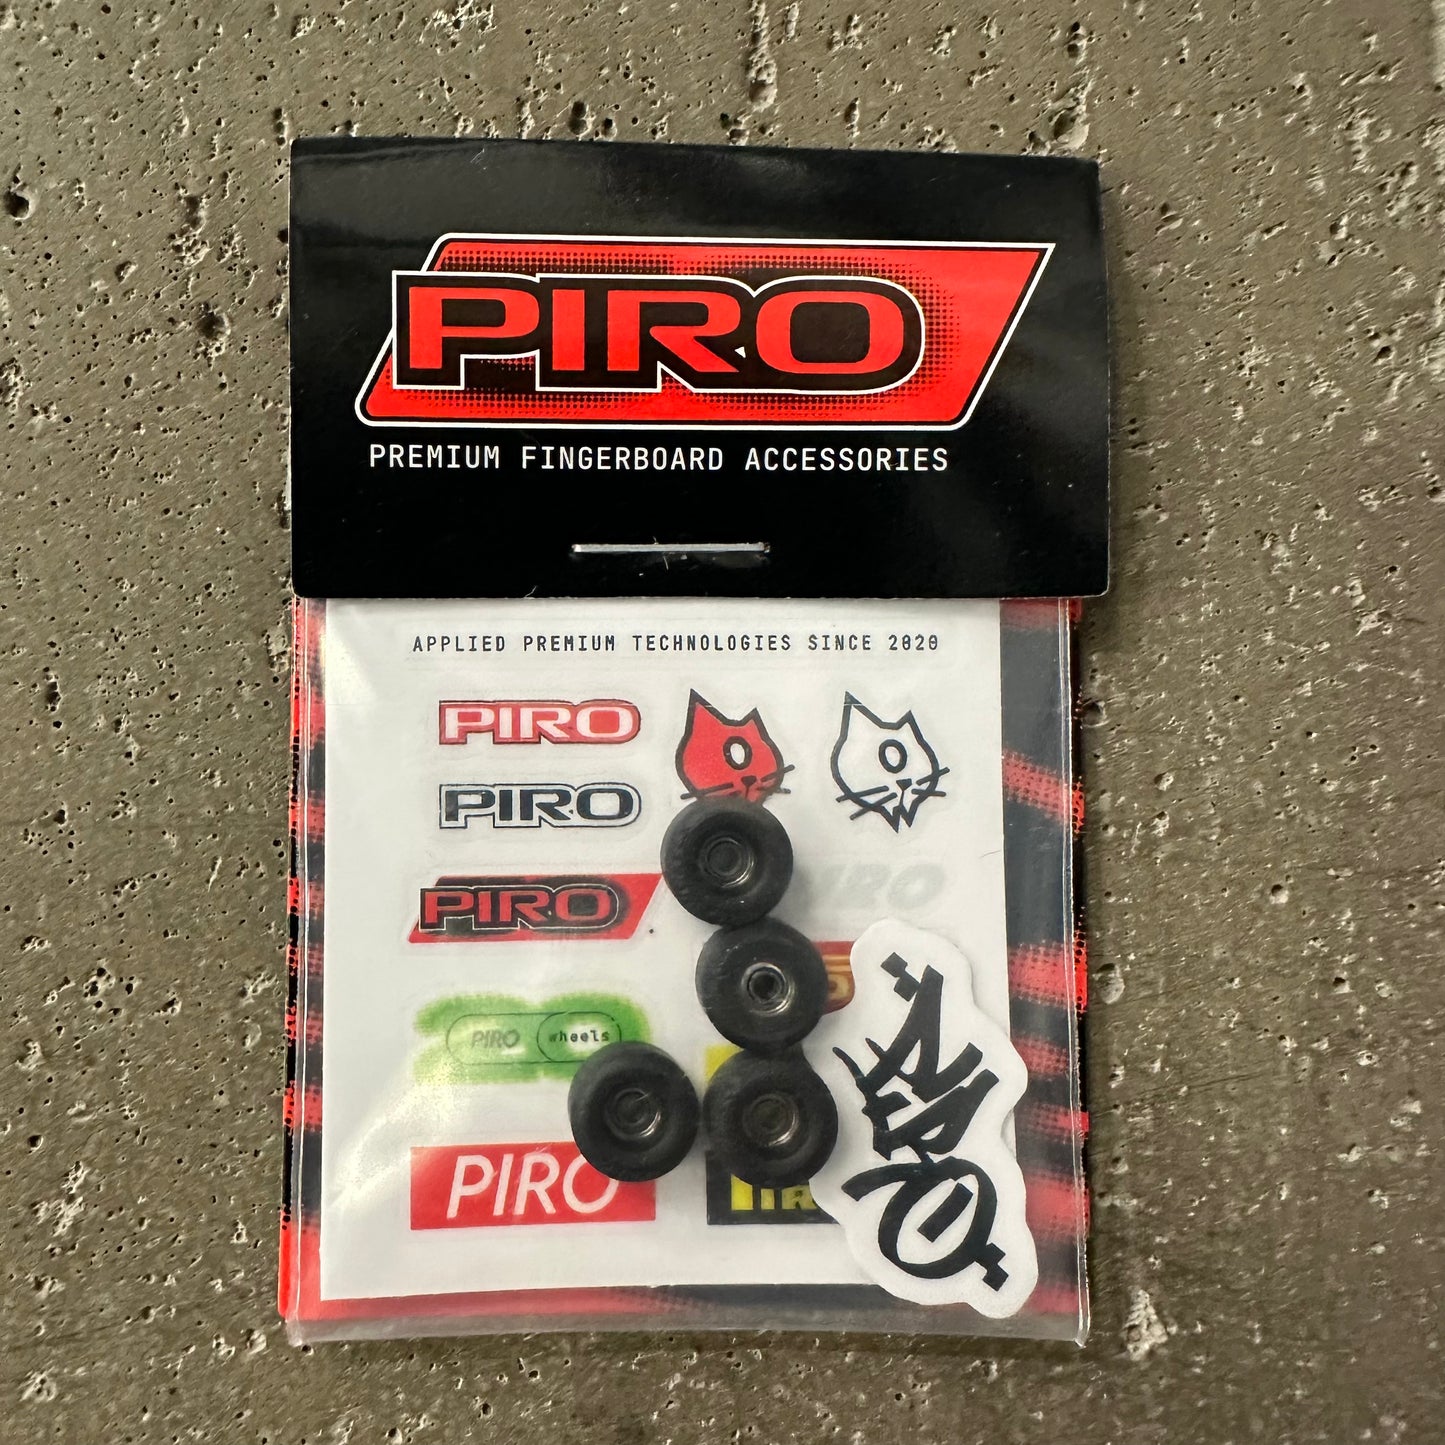 PIRO
PREMIUM FINGERBOARD ACCESSORIES
APPLIED PREMIUM TECHNOLOGIES SINCE 2020
PIRO
PIRO
PIRO
PIRO wheels
PIRO